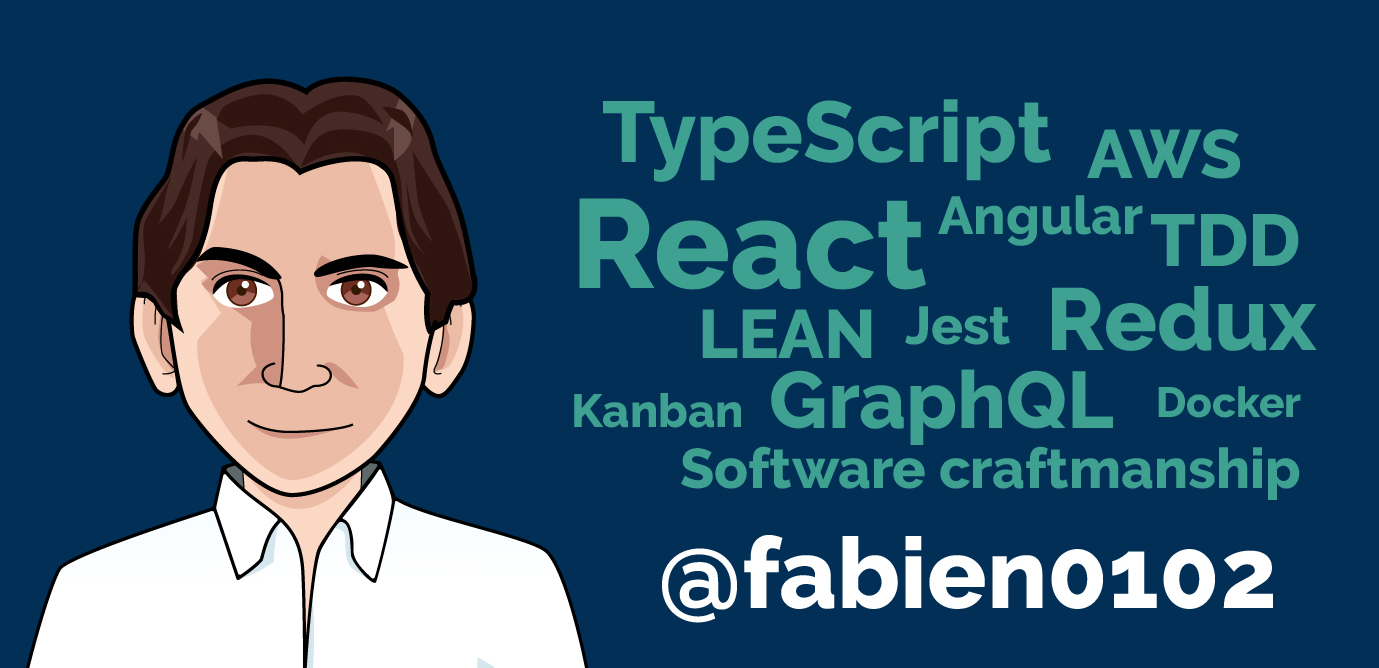 TypeScript AWS
React Angular TDD
LEAN Jest Redux
Kanban GraphQL Docker
Software craftmanship
@fabien0102